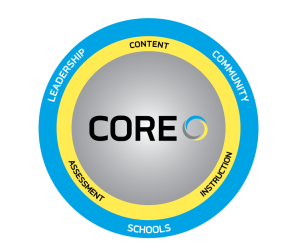 LEADERSHIP
CONTENT
COMMUNITY
CORE
ASSESSMENT
INSTRUCTION
SCHOOLS